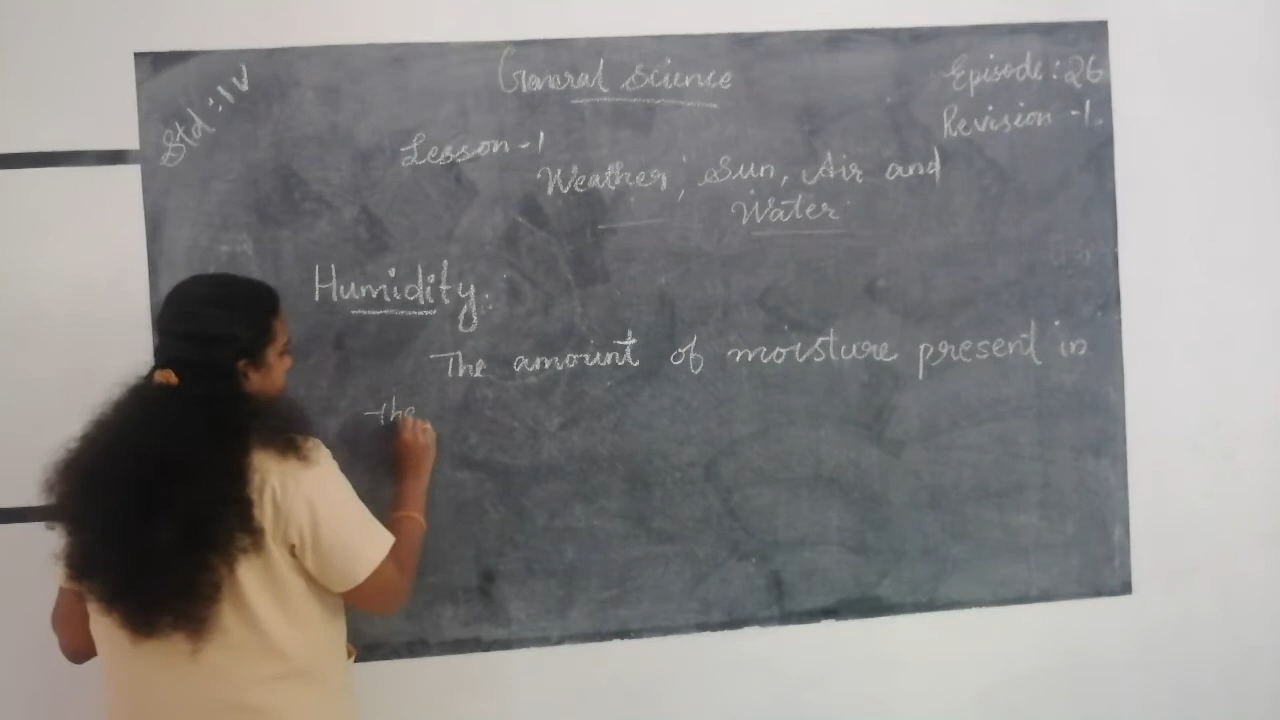 Std : IV
General Science
Episode : 26
Revision - 1.
Lesson - 1
Weather, Sun, Air and
Water
Humidity :
The amount of moisture present in
the